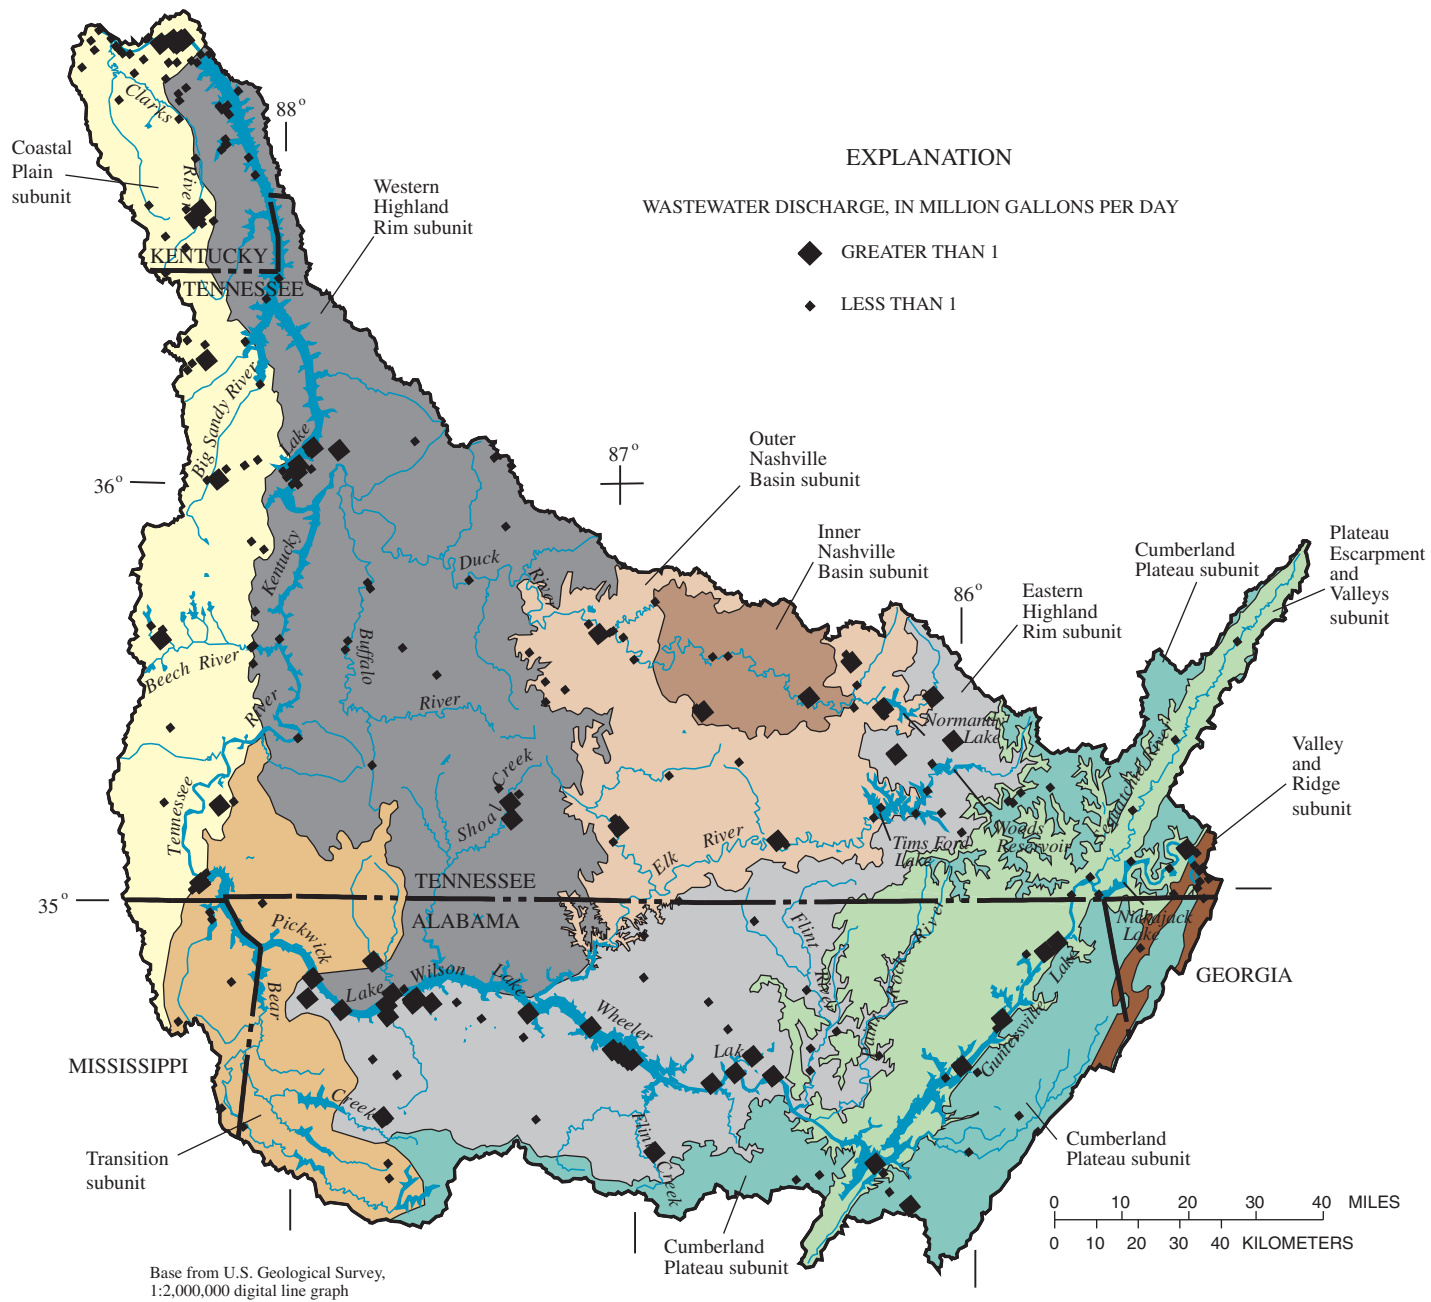 EXPLANATION
WASTEWATER DISCHARGE, IN MILLION GALLONS PER DAY
GREATER THAN 1
LESS THAN 1
88°
Clarks
River
Coastal
Plain
subunit
Western
Highland
Rim subunit
KENTUCKY
TENNESSEE
Big Sandy River
Lake
Kentucky
36°
87°
Outer
Nashville
Basin subunit
Inner
Nashville
Basin subunit
86°
Eastern
Highland
Rim subunit
Cumberland
Plateau subunit
Plateau
Escarpment
and
Valleys
subunit
Duck
River
Buffalo
River
Beech River
River
Tennessee
Shoal Creek
Normandy
Lake
Sequatchie River
Valley
and
Ridge
subunit
Elk River
Tims Ford
Lake
Woods
Reservoir
35°
TENNESSEE
ALABAMA
Pickwick
Lake
Wilson
Lake
Bear
Creek
Wheeler
Lake
Flint
River
Paint Rock River
Guntersville
Lake
Nickajack
Lake
GEORGIA
MISSISSIPPI
Flint
Creek
Transition
subunit
Cumberland
Plateau subunit
Cumberland
Plateau subunit
0 10 20 30 40 MILES
0 10 20 30 40 KILOMETERS
Base from U.S. Geological Survey,
1:2,000,000 digital line graph